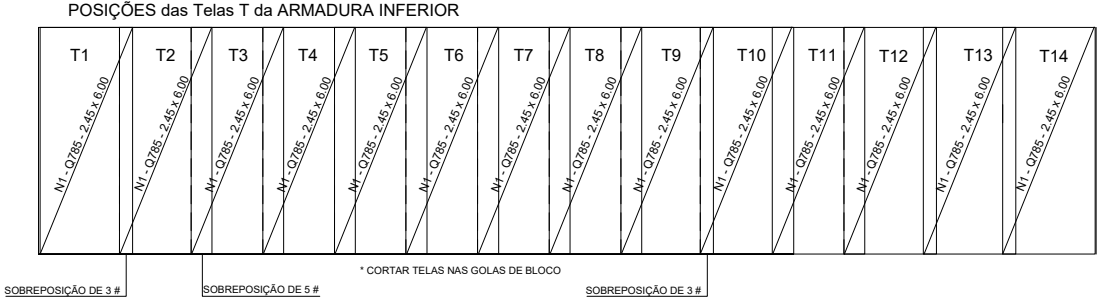 POSIÇÕES das Telas T da ARMADURA INFERIOR
T1
T2
T3
T4
T5
T6
T7
T8
T9
T10
T11
T12
T13
T14
N1 - Q785 - 2.45 x 6.00
N1 - Q785 - 2.45 x 6.00
N1 - Q785 - 2.45 x 6.00
N1 - Q785 - 2.45 x 6.00
N1 - Q785 - 2.45 x 6.00
N1 - Q785 - 2.45 x 6.00
N1 - Q785 - 2.45 x 6.00
N1 - Q785 - 2.45 x 6.00
N1 - Q785 - 2.45 x 6.00
N1 - Q785 - 2.45 x 6.00
N1 - Q785 - 2.45 x 6.00
N1 - Q785 - 2.45 x 6.00
N1 - Q785 - 2.45 x 6.00
N1 - Q785 - 2.45 x 6.00
* CORTAR TELAS NAS GOLAS DE BLOCO
SOBREPOSIÇÃO DE 3 #
SOBREPOSIÇÃO DE 5 #
SOBREPOSIÇÃO DE 3 #